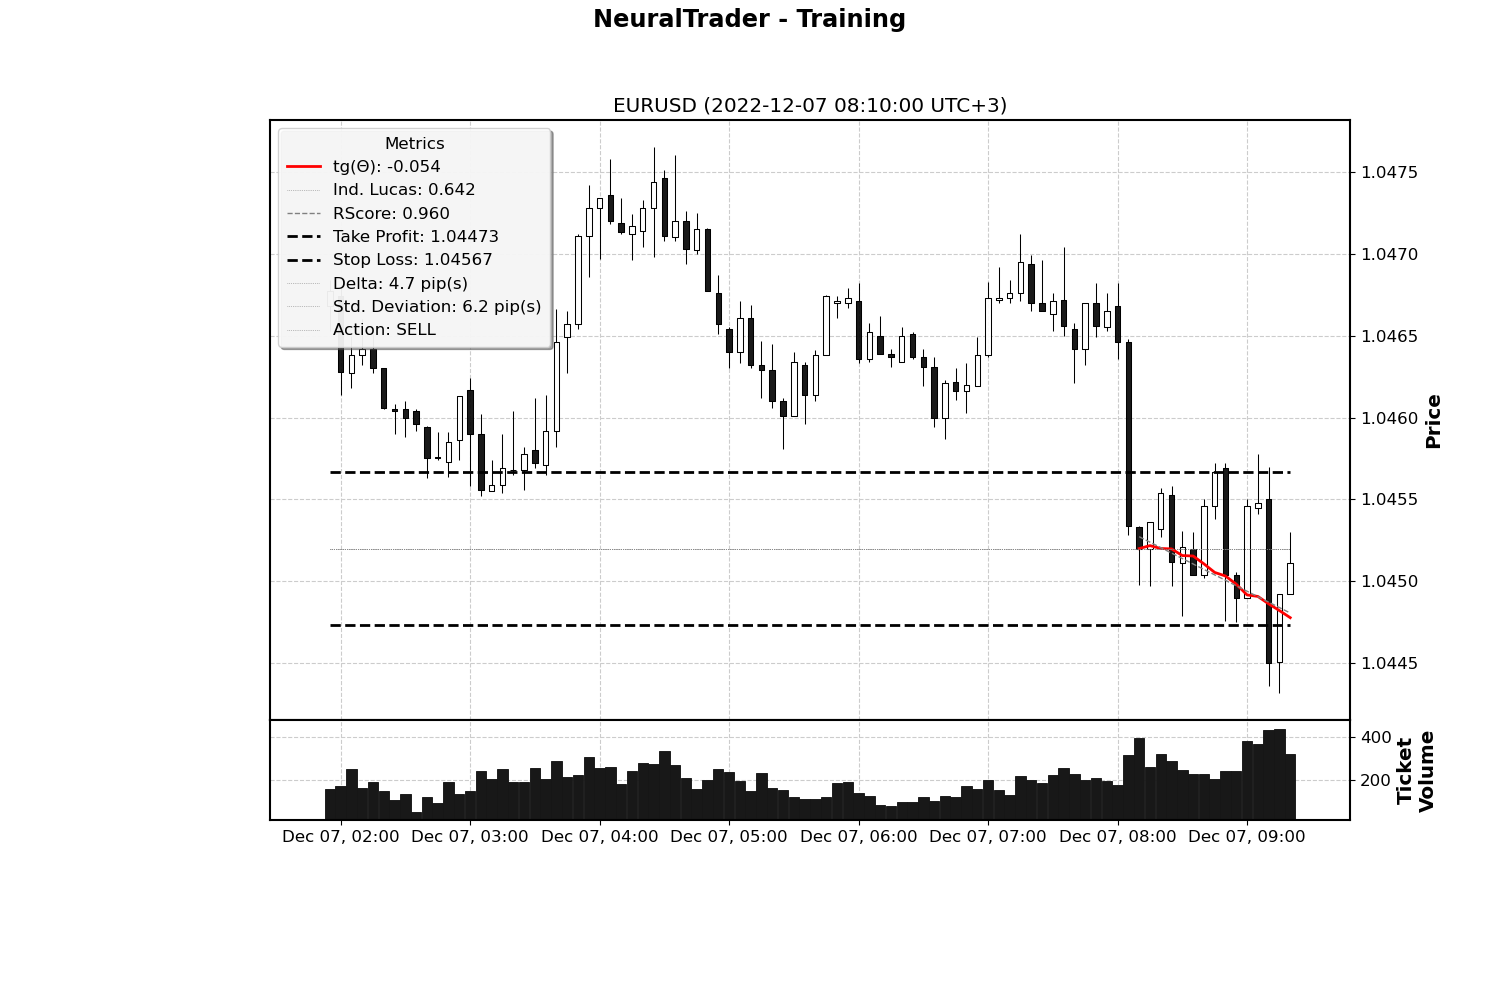 NeuralTrader - Training
EURUSD (2022-12-07 08:10:00 UTC+3)
Metrics
tg(Θ): -0.054
Ind. Lucas: 0.642
RScore: 0.960
Take Profit: 1.04473
Stop Loss: 1.04567
Delta: 4.7 pip(s)
Std. Deviation: 6.2 pip(s)
Action: SELL
1.0475
1.0470
1.0465
1.0460
1.0455
1.0450
1.0445
Price
400
200
Ticket
Volume
Dec 07, 02:00 Dec 07, 03:00 Dec 07, 04:00 Dec 07, 05:00 Dec 07, 06:00 Dec 07, 07:00 Dec 07, 08:00 Dec 07, 09:00